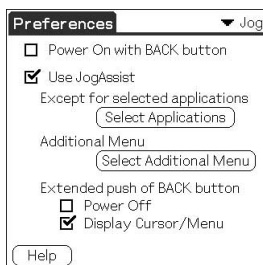 Preferences ▼ Jog
Power On with BACK button
Use JogAssist
Except for selected applications
Select Applications
Additional Menu
Select Additional Menu
Extended push of BACK button
Power Off
Display Cursor/Menu
Help